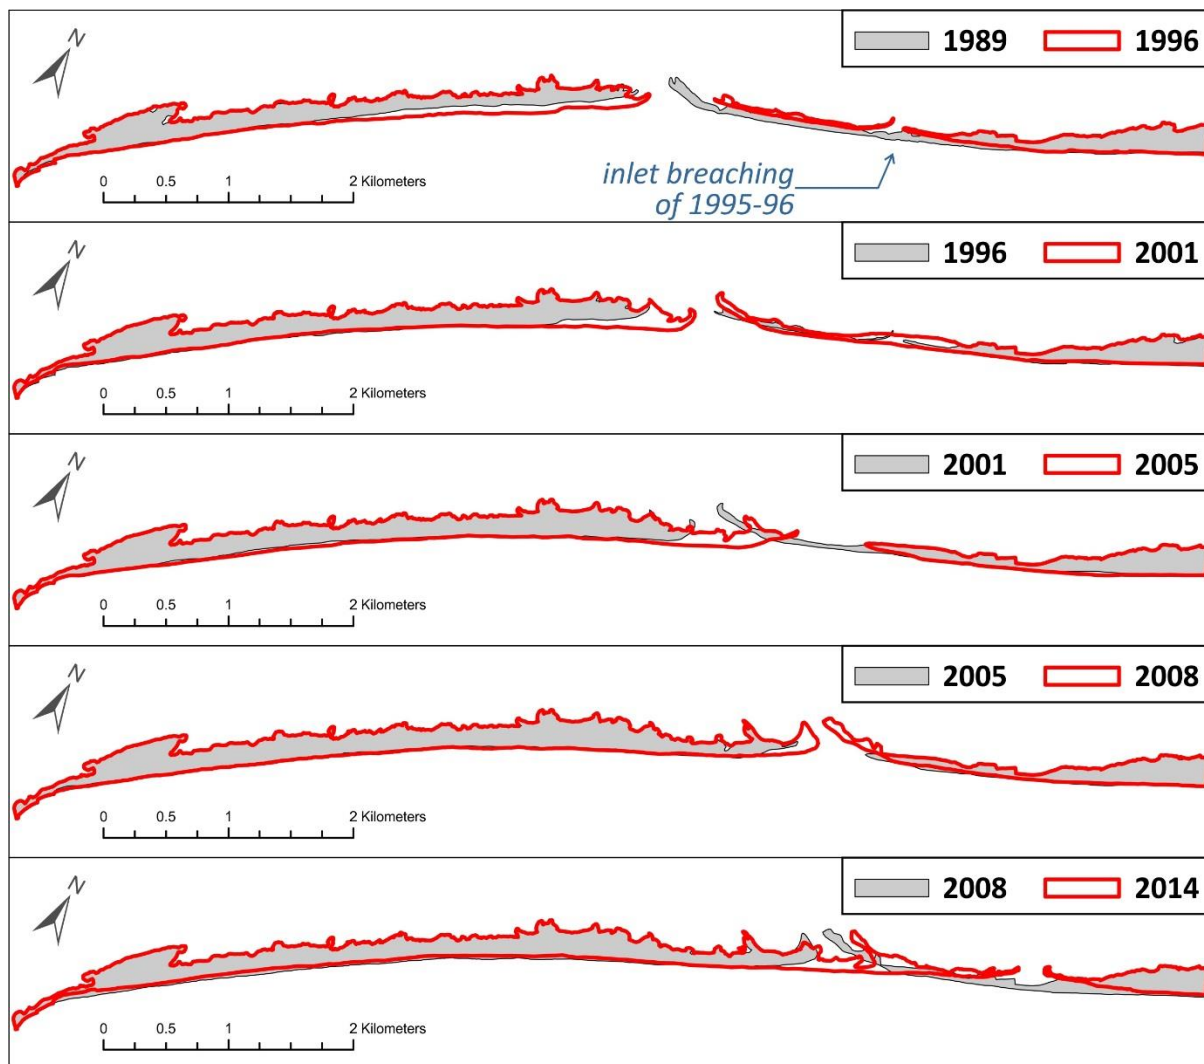 1989 1996
N
inlet breaching
of 1995-96
0 0.5 1 2 Kilometers
1996 2001
N
0 0.5 1 2 Kilometers
2001 2005
N
0 0.5 1 2 Kilometers
2005 2008
N
0 0.5 1 2 Kilometers
2008 2014
N
0 0.5 1 2 Kilometers